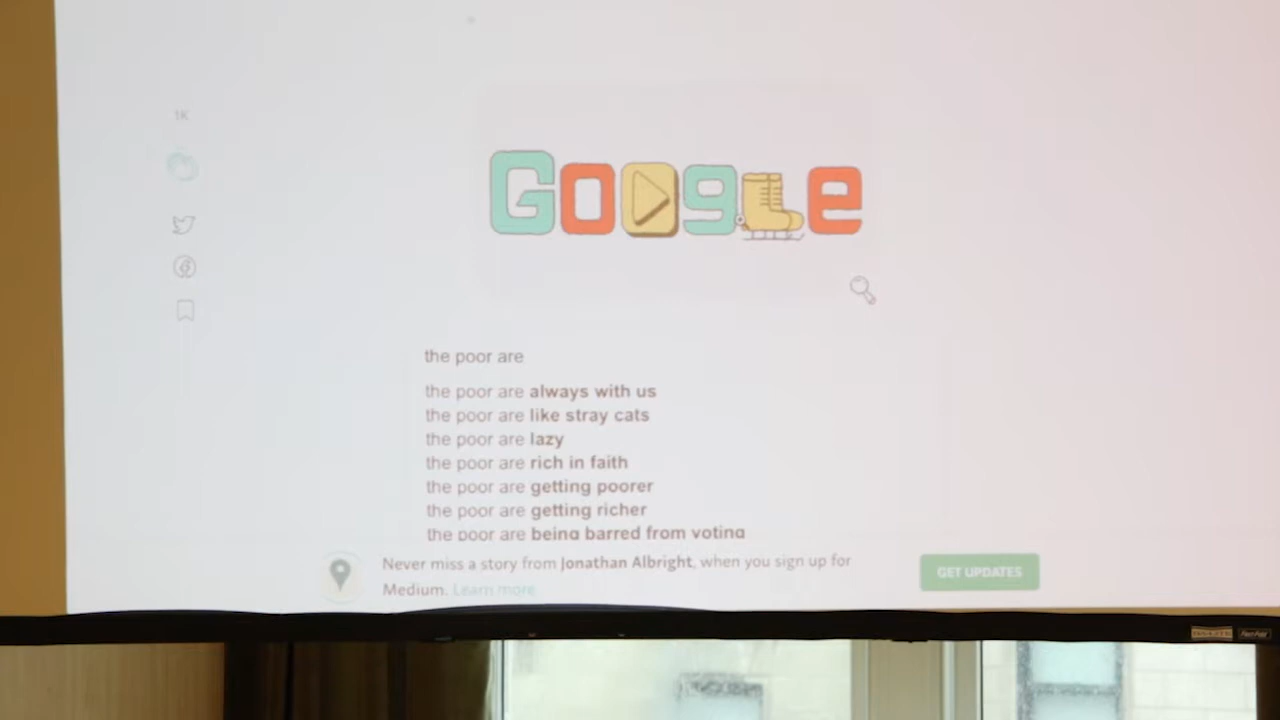 1K
Google
the poor are
the poor are always with us
the poor are like stray cats
the poor are lazy
the poor are rich in faith
the poor are getting poorer
the poor are getting richer
the poor are being barred from voting
Never miss a story from Jonathan Albright, when you sign up for
Medium. Learn more
GET UPDATES
DA-LITE